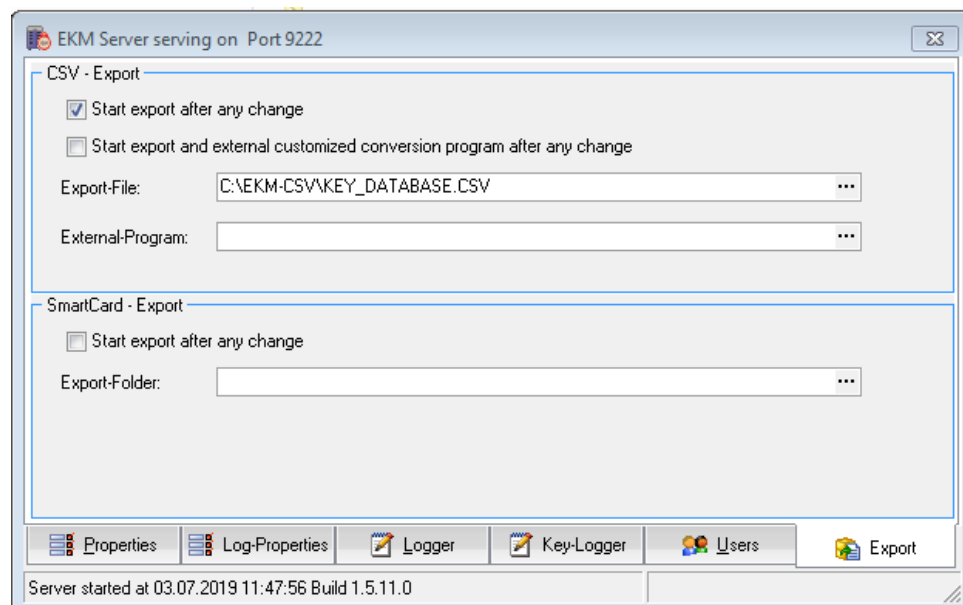 EKM Server serving on Port 9222
CSV - Export
Start export after any change
Start export and external customized conversion program after any change
Export-File: C:\EKM-CSV\KEY_DATABASE.CSV ...
External-Program: ...
SmartCard - Export
Start export after any change
Export-Folder: ...
Properties Log-Properties Logger Key-Logger Users Export
Server started at 03.07.2019 11:47:56 Build 1.5.11.0